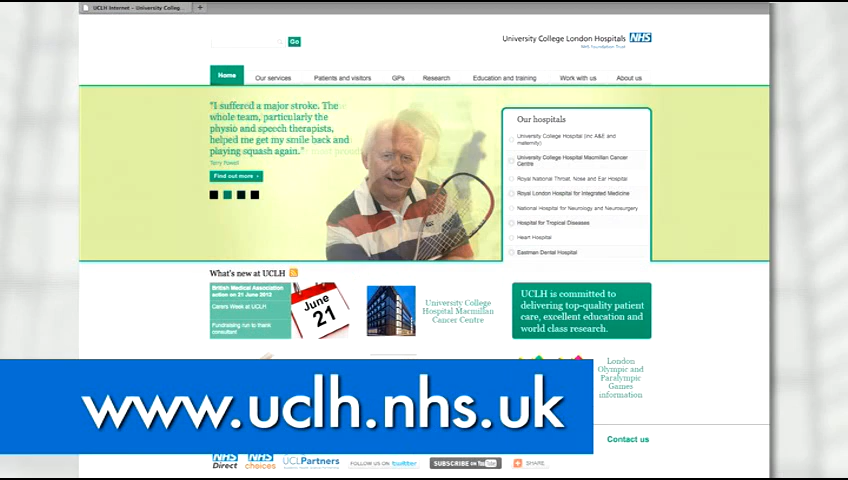 UCLH Internet - University Colleg...
Go
University College London Hospitals NHS
NHS Foundation Trust
Home
Our services
Patients and visitors
GPs
Research
Education and training
Work with us
About us
"I suffered a major stroke. The
whole team, particularly the
physio and speech therapists,
helped me get my smile back and
playing squash again."
Terry Powell
Find out more
Our hospitals
University College Hospital (inc A&E and
maternity)
University College Hospital Macmillan Cancer
Centre
Royal National Throat, Nose and Ear Hospital
Royal London Hospital for Integrated Medicine
National Hospital for Neurology and Neurosurgery
Hospital for Tropical Diseases
Heart Hospital
Eastman Dental Hospital
What's new at UCLH
British Medical Association
action on 21 June 2012
Carers Week at UCLH
Fundraising run to thank
consultant
June
21
University College
Hospital Macmillan
Cancer Centre
UCLH is committed to
delivering top-quality patient
care, excellent education and
world class research.
London
Olympic and
Paralympic
Games
information
www.uclh.nhs.uk
Contact us
NHS
Direct
NHS
choices
UCLPartners
FOLLOW US ON twitter
SUBSCRIBE ON YouTube
SHARE